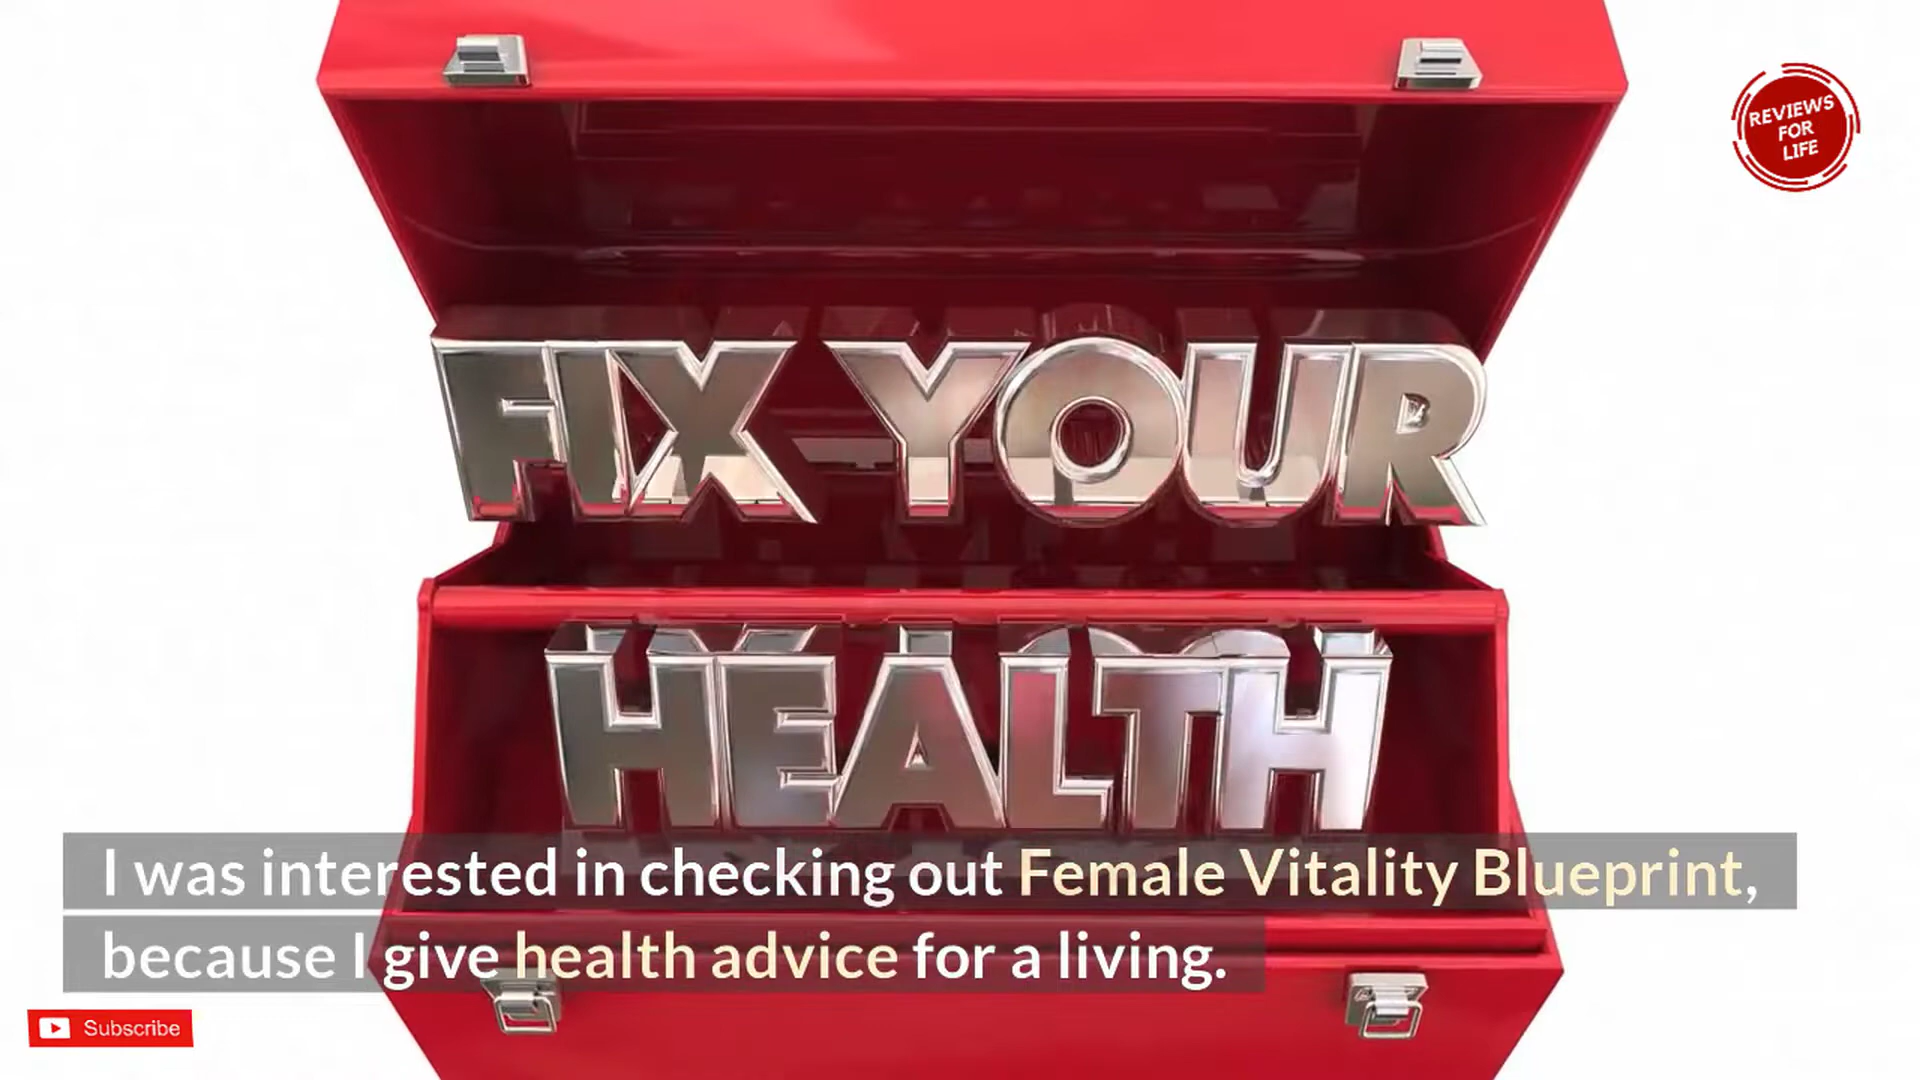 REVIEWS
FOR
LIFE
FIX YOUR
HEALTH
I was interested in checking out Female Vitality Blueprint,
because I give health advice for a living.
Subscribe